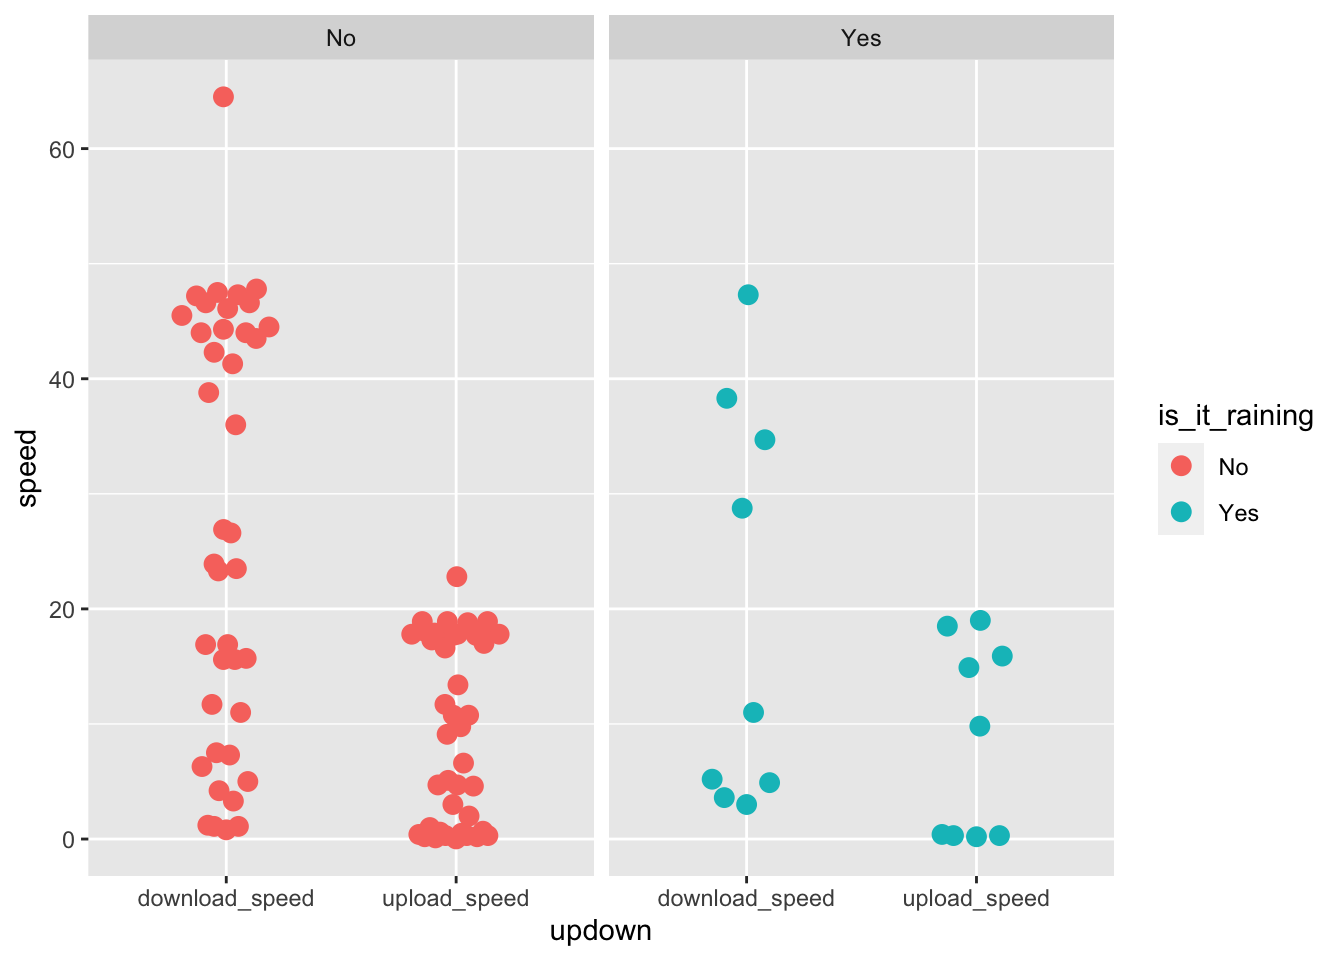 No
Yes
60
40
20
0
speed
download_speed
upload_speed
download_speed
upload_speed
updown
is_it_raining
No
Yes